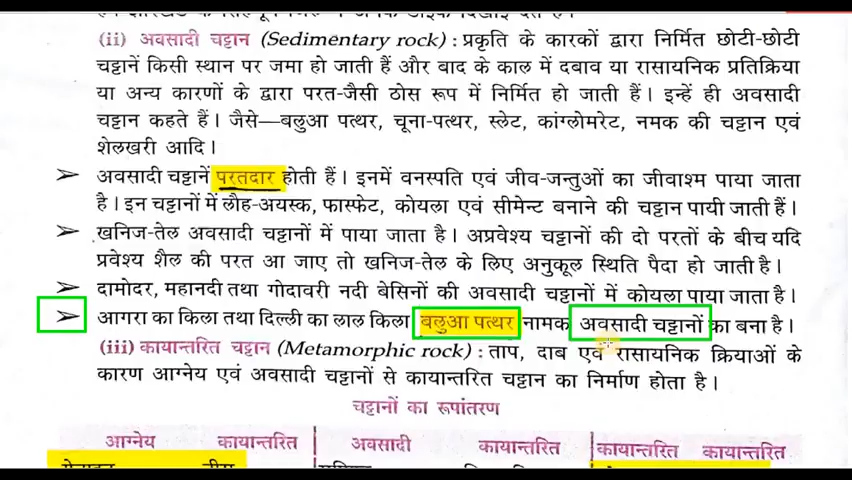 (ii) अवसादी चट्टान (Sedimentary rock) : प्रकृति के कारकों द्वारा निर्मित छोटी-छोटी
चट्टानें किसी स्थान पर जमा हो जाती हैं और बाद के काल में दबाव या रासायनिक प्रतिक्रिया
या अन्य कारणों के द्वारा परत-जैसी ठोस रूप में निर्मित हो जाती हैं। इन्हें ही अवसादी
चट्टान कहते हैं। जैसे—बलुआ पत्थर, चूना-पत्थर, स्लेट, कांग्लोमरेट, नमक की चट्टान एवं
शेलखरी आदि।
➢ अवसादी चट्टानें परतदार होती हैं। इनमें वनस्पति एवं जीव-जन्तुओं का जीवाश्म पाया जाता
है। इन चट्टानों में लौह-अयस्क, फास्फेट, कोयला एवं सीमेन्ट बनाने की चट्टान पायी जाती हैं।
➢ खनिज-तेल अवसादी चट्टानों में पाया जाता है। अप्रवेश्य चट्टानों की दो परतों के बीच यदि
प्रवेश्य शैल की परत आ जाए तो खनिज-तेल के लिए अनुकूल स्थिति पैदा हो जाती है।
➢ दामोदर, महानदी तथा गोदावरी नदी बेसिनों की अवसादी चट्टानों में कोयला पाया जाता है।
➢ आगरा का किला तथा दिल्ली का लाल किला बलुआ पत्थर नामक अवसादी चट्टानों का बना है।
(iii) कायान्तरित चट्टान (Metamorphic rock) : ताप, दाब एवं रासायनिक क्रियाओं के
कारण आग्नेय एवं अवसादी चट्टानों से कायान्तरित चट्टान का निर्माण होता है।
चट्टानों का रूपांतरण
आग्नेय कायान्तरित अवसादी कायान्तरित कायान्तरित कायान्तरित